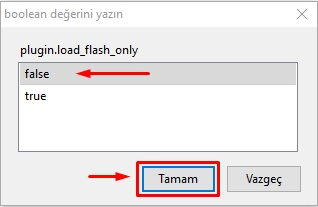 boolean değerini yazın
plugin.load_flash_only
false
true
Tamam
Vazgeç